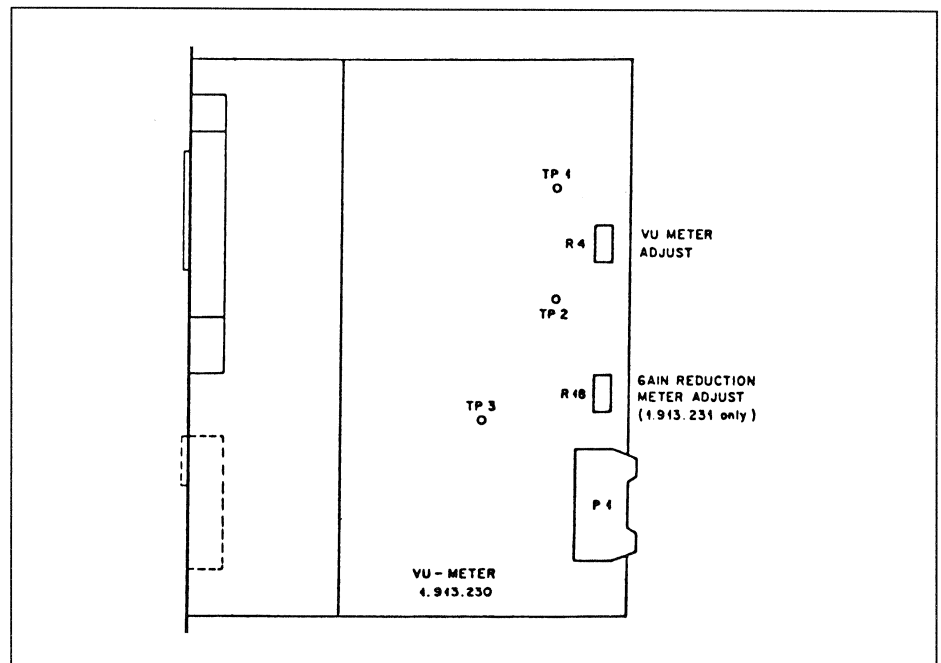 TP 1
R 4
VU METER
ADJUST
TP 2
R 18
GAIN REDUCTION
METER ADJUST
(1.913.231 only)
TP 3
P 1
VU-METER
1.913.230